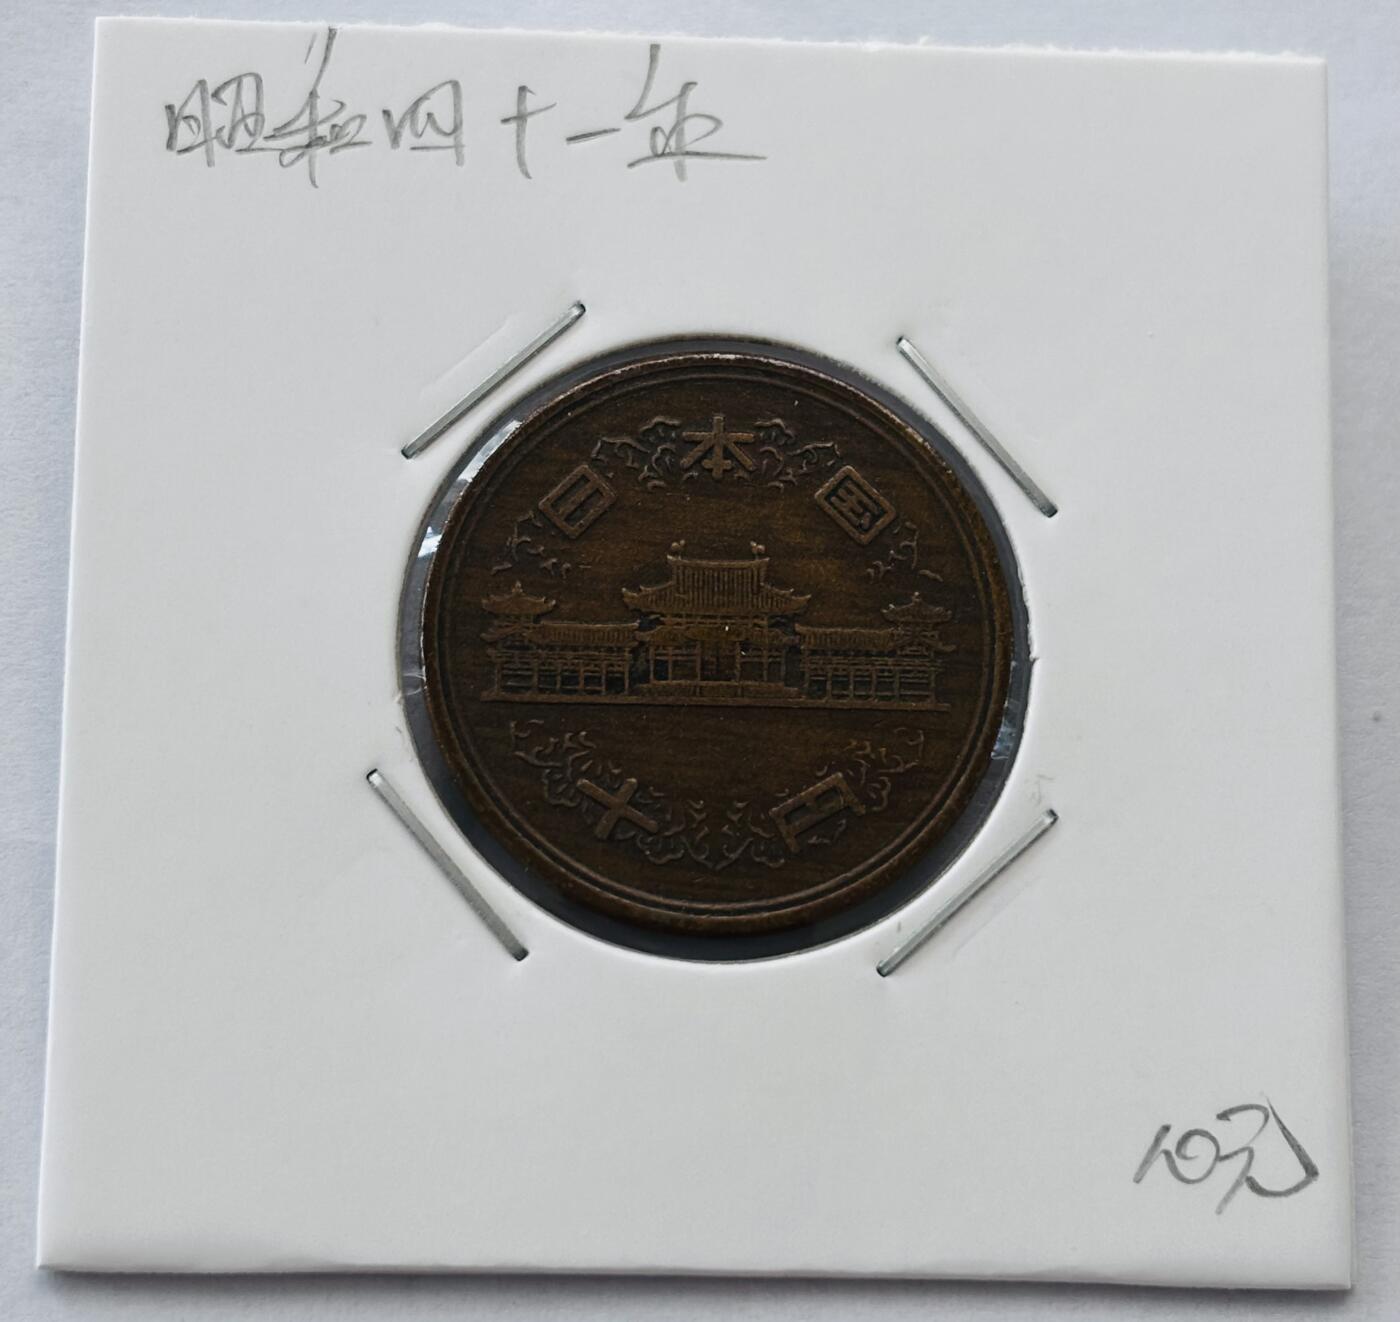 昭和四十一年
日本国
十円
10元